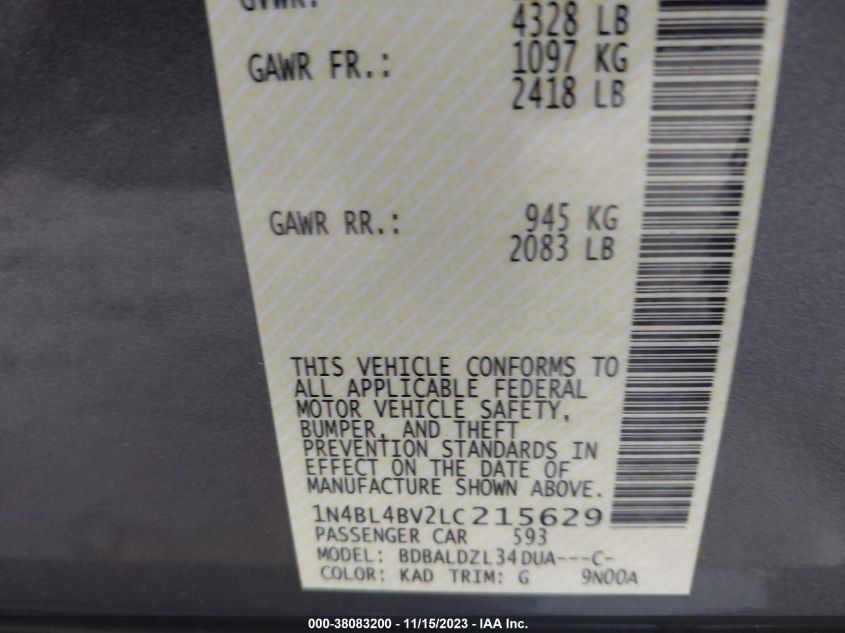 GVWR:
4328 LB
GAWR FR.: 1097 KG
2418 LB
GAWR RR.: 945 KG
2083 LB
THIS VEHICLE CONFORMS TO
ALL APPLICABLE FEDERAL
MOTOR VEHICLE SAFETY,
BUMPER, AND THEFT
PREVENTION STANDARDS IN
EFFECT ON THE DATE OF
MANUFACTURE SHOWN ABOVE.
1N4BL4BV2LC215629
PASSENGER CAR 593
MODEL: BDBALDZL34DUA---C-
COLOR: KAD TRIM: G 9N00A
000-38083200 - 11/15/2023 - IAA Inc.